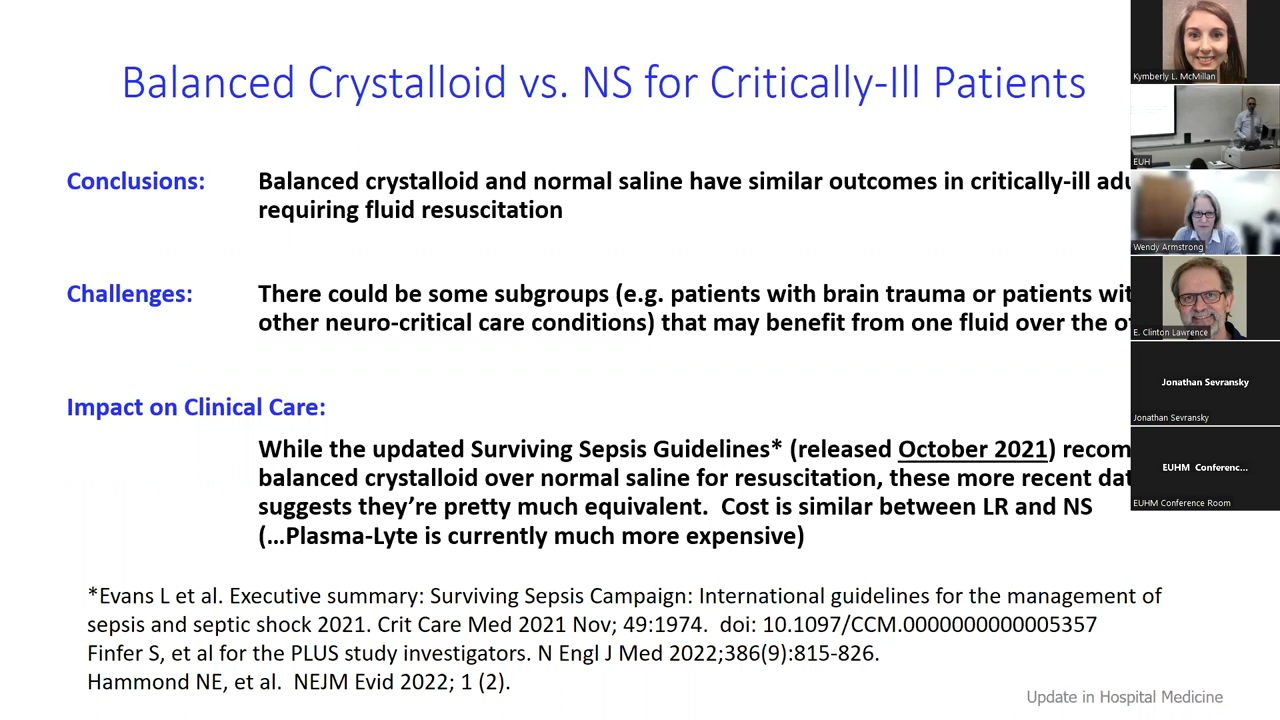 Balanced Crystalloid vs. NS for Critically-Ill Patients
Conclusions: Balanced crystalloid and normal saline have similar outcomes in critically-ill
requiring fluid resuscitation
Challenges: There could be some subgroups (e.g. patients with brain trauma or patients
other neuro-critical care conditions) that may benefit from one fluid over the
Impact on Clinical Care:
While the updated Surviving Sepsis Guidelines* (released October 2021)
balanced crystalloid over normal saline for resuscitation, these more recent
suggests they’re pretty much equivalent. Cost is similar between LR and NS
(…Plasma-Lyte is currently much more expensive)
*Evans L et al. Executive summary: Surviving Sepsis Campaign: International guidelines for the management of
sepsis and septic shock 2021. Crit Care Med 2021 Nov; 49:1974. doi: 10.1097/CCM.0000000000005357
Finfer S, et al for the PLUS study investigators. N Engl J Med 2022;386(9):815-826.
Hammond NE, et al. NEJM Evid 2022; 1 (2).
Update in Hospital Medicine
Kymberly L. McMillan
EUH
Wendy Armstrong
E. Clinton Lawrence
Jonathan Sevransky
Jonathan Sevransky
EUHM Conferenc...
EUHM Conference Room